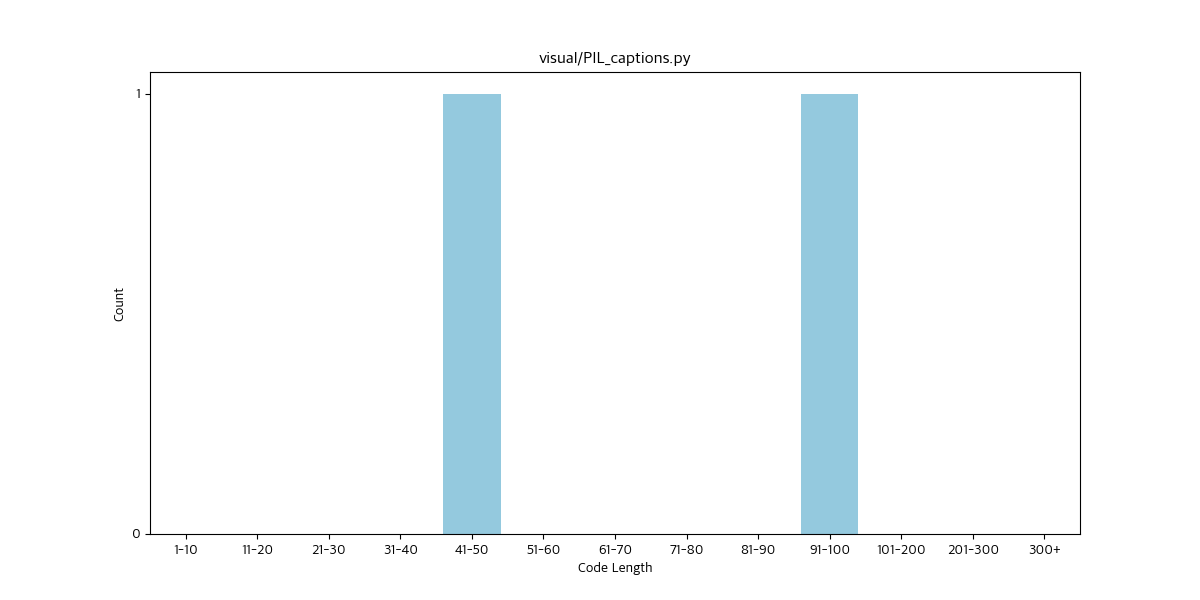 visual/PIL_captions.py
1
Count
0
1-10 11-20 21-30 31-40 41-50 51-60 61-70 71-80 81-90 91-100 101-200 201-300 300+
Code Length